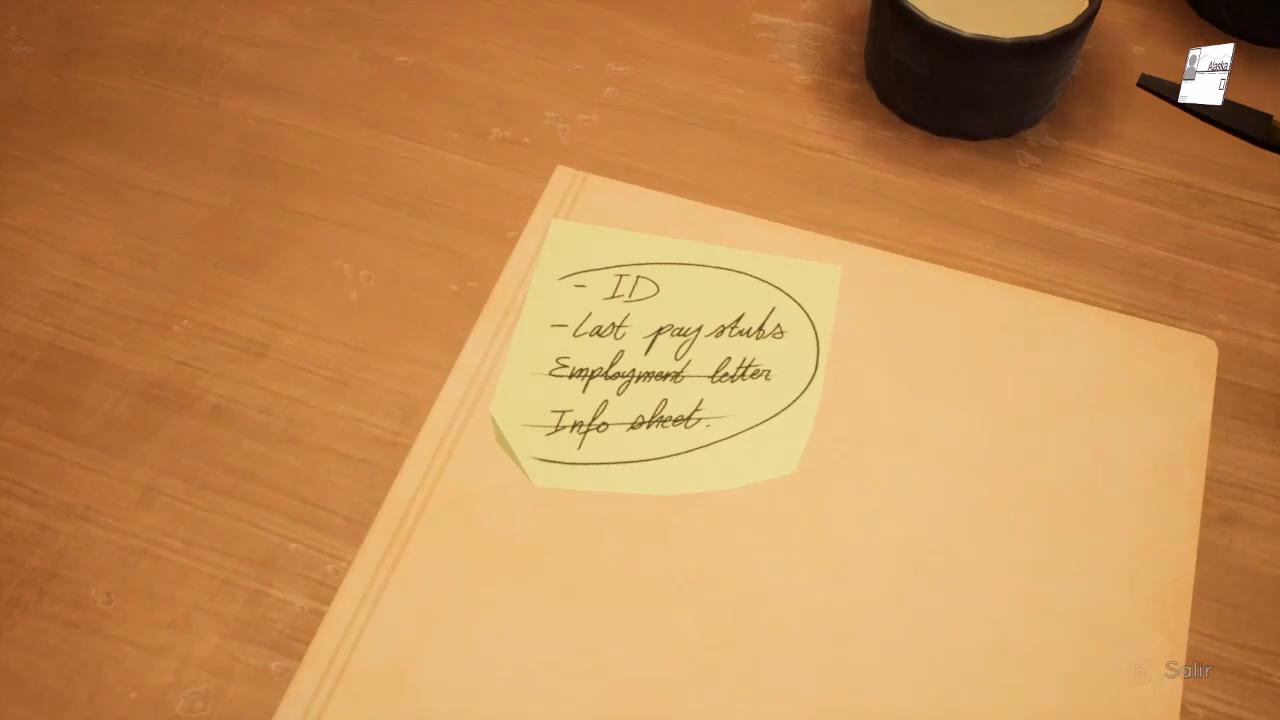 - ID
- Last pay stubs
Employment letter
Info sheet.
Alaska
B Salir